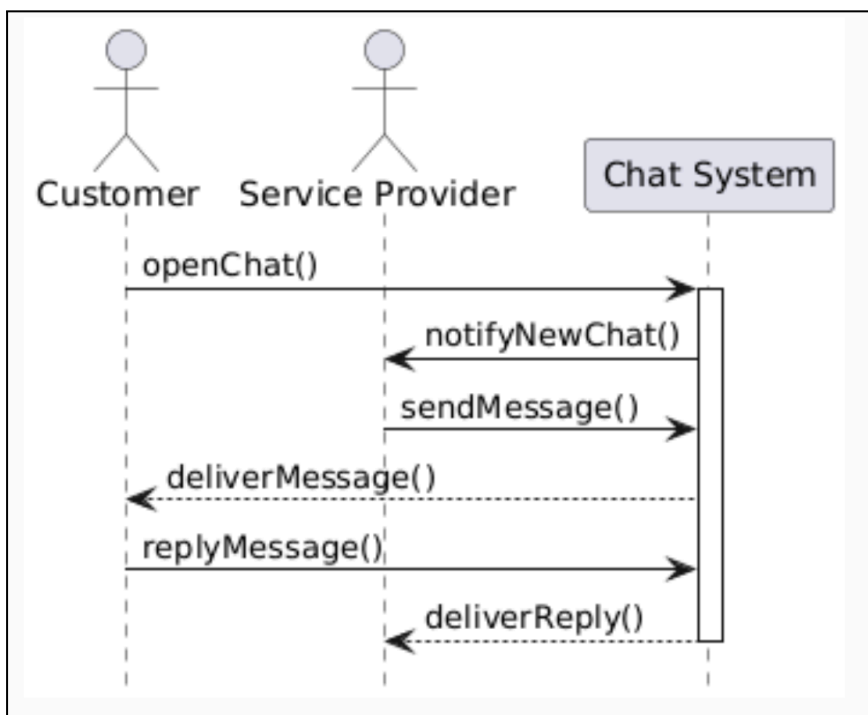 Customer
Service Provider
Chat System
openChat()
notifyNewChat()
sendMessage()
deliverMessage()
replyMessage()
deliverReply()